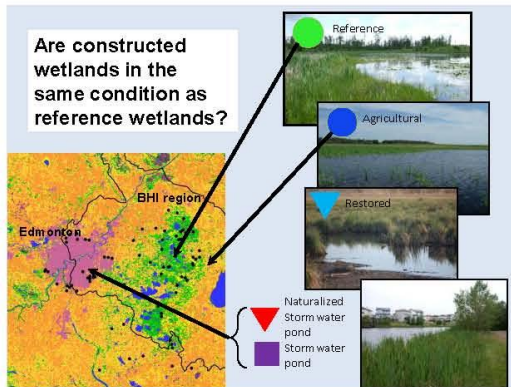 Are constructed
wetlands in the
same condition as
reference wetlands?
Reference
Agricultural
Restored
BHI region
Edmonton
Naturalized
Storm water
pond
Storm water
pond